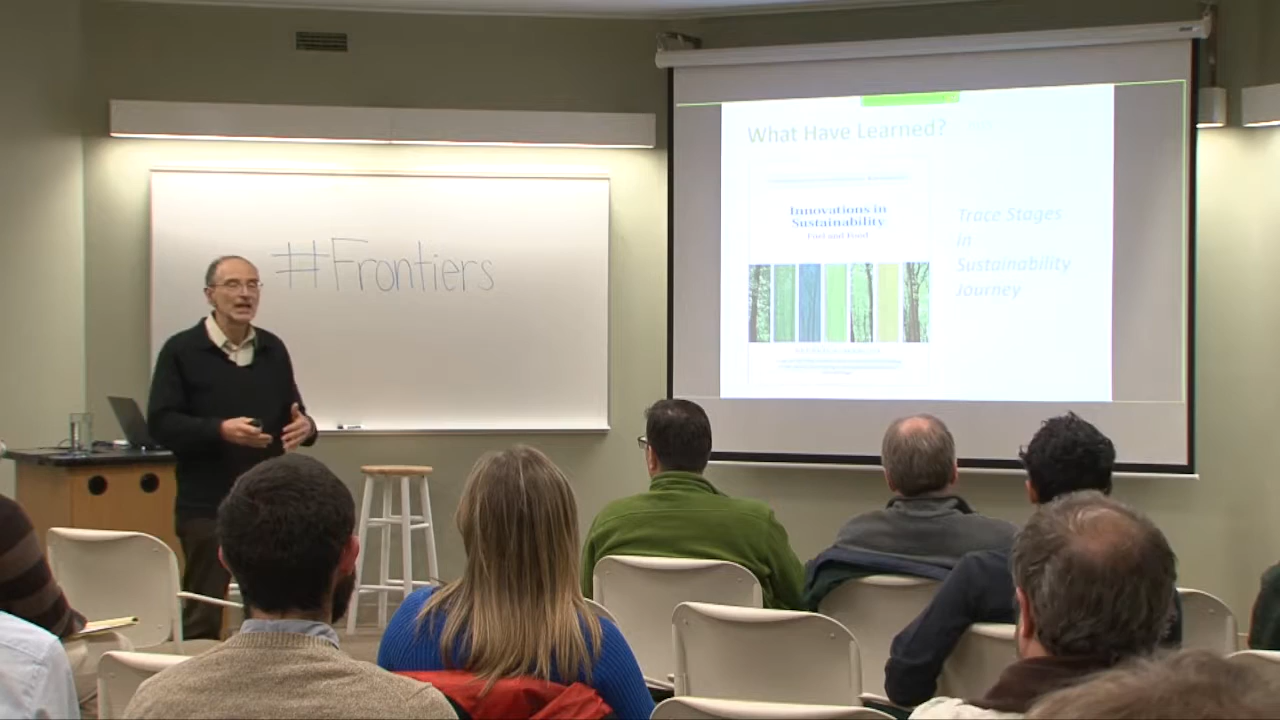 #Frontiers
What Have Learned?
Innovations in
Sustainability
Fuel and Food
Trace Stages
in
Sustainability
Journey